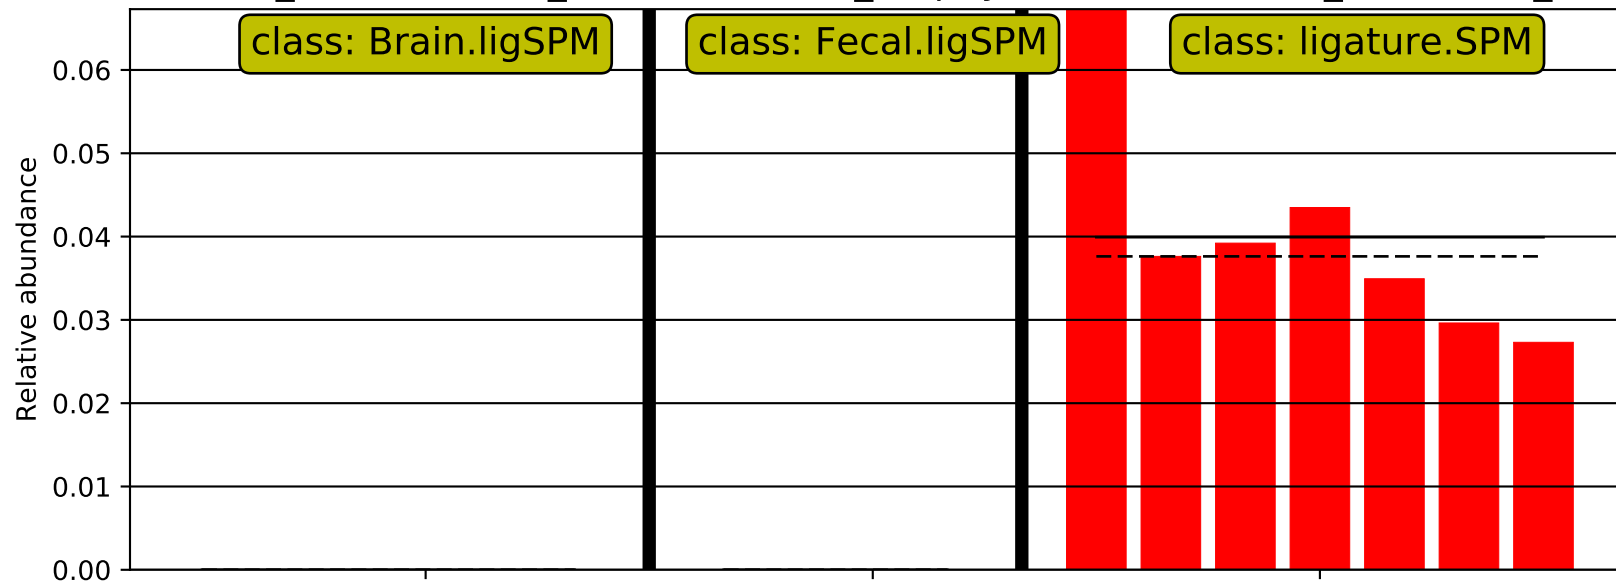 class: Brain.ligSPM
class: Fecal.ligSPM
class: ligature.SPM
0.06
0.05
0.04
0.03
0.02
0.01
0.00
Relative abundance